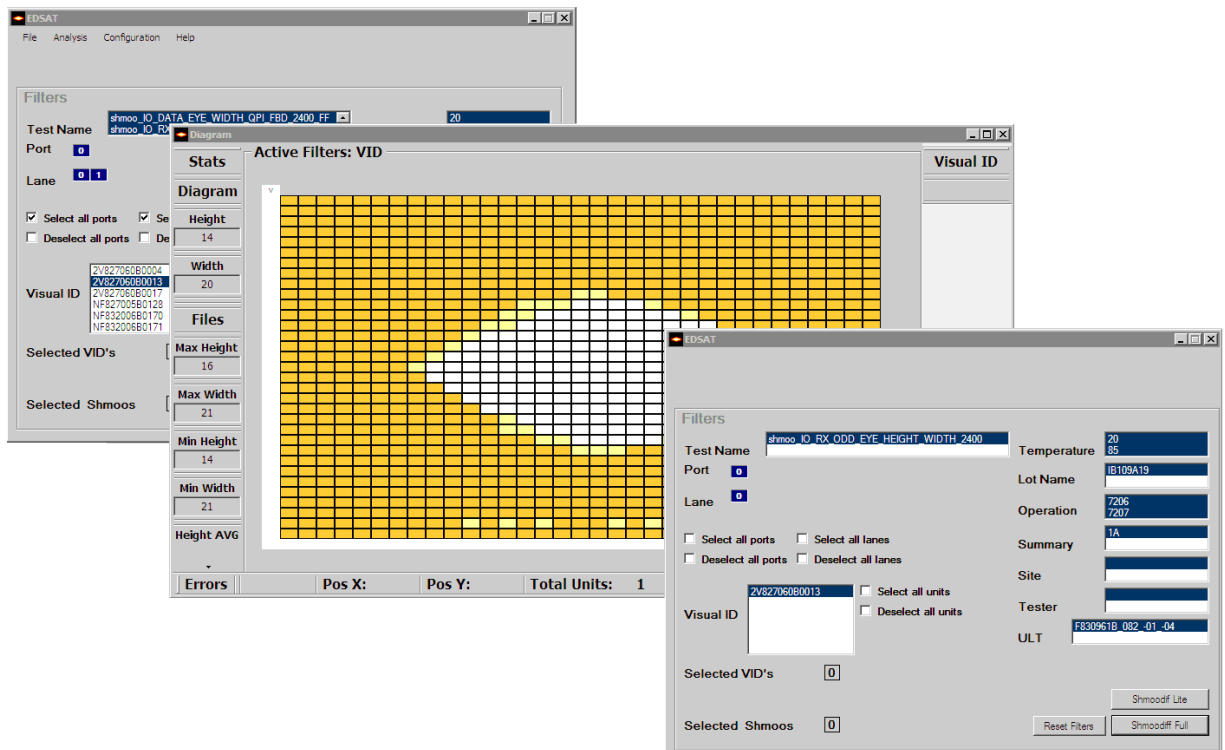 EDSAT
File Analysis Configuration Help
Filters
Test Name
shmoo_IO_DATA_EYE_WIDTH_QPI_FBD_2400_FF
shmoo_IO_RX
20
Port 0
Lane 0 1
Select all ports Se
Deselect all ports De
Visual ID
2V827060B0004
2V827060B0013
2V827060B0017
NF827005B0128
NF832006B0170
NF832006B0171
Selected VID's
Selected Shmoos
Diagram
Stats
Active Filters: VID
Visual ID
Diagram
v
Height
14
Width
20
Files
Max Height
16
Max Width
21
Min Height
14
Min Width
21
Height AVG
Errors Pos X: Pos Y: Total Units: 1
EDSAT
Filters
Test Name shmoo_IO_RX_ODD_EYE_HEIGHT_WIDTH_2400
Port 0
Lane 0
Select all ports Select all lanes
Deselect all ports Deselect all lanes
Visual ID 2V827060B0013
Select all units
Deselect all units
Selected VID's 0
Selected Shmoos 0
Temperature
20
85
Lot Name IB109A19
Operation
7206
7207
Summary 1A
Site
Tester
ULT F830961B_082_-01_-04
Shmoodif Lite
Reset Filters Shmoodiff Full